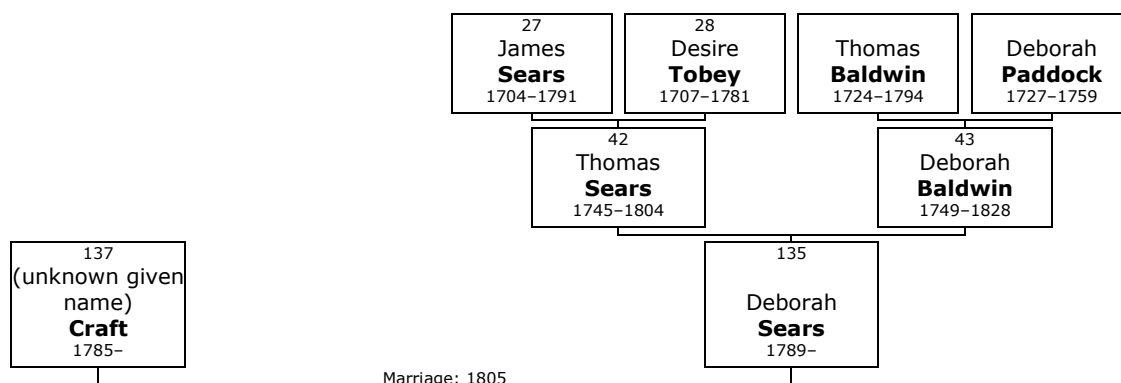 27
James
Sears
1704–1791
28
Desire
Tobey
1707–1781
Thomas
Baldwin
1724–1794
Deborah
Paddock
1727–1759
42
Thomas
Sears
1745–1804
43
Deborah
Baldwin
1749–1828
137
(unknown given
name)
Craft
1785–
135
Deborah
Sears
1789–
Marriage: 1805